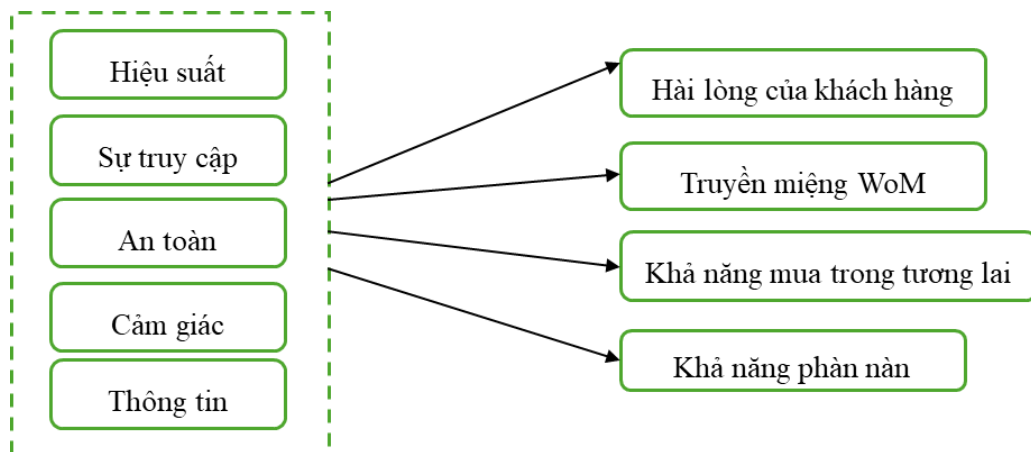 Hiệu suất
Sự truy cập
An toàn
Cảm giác
Thông tin
Hài lòng của khách hàng
Truyền miệng WoM
Khả năng mua trong tương lai
Khả năng phàn nàn